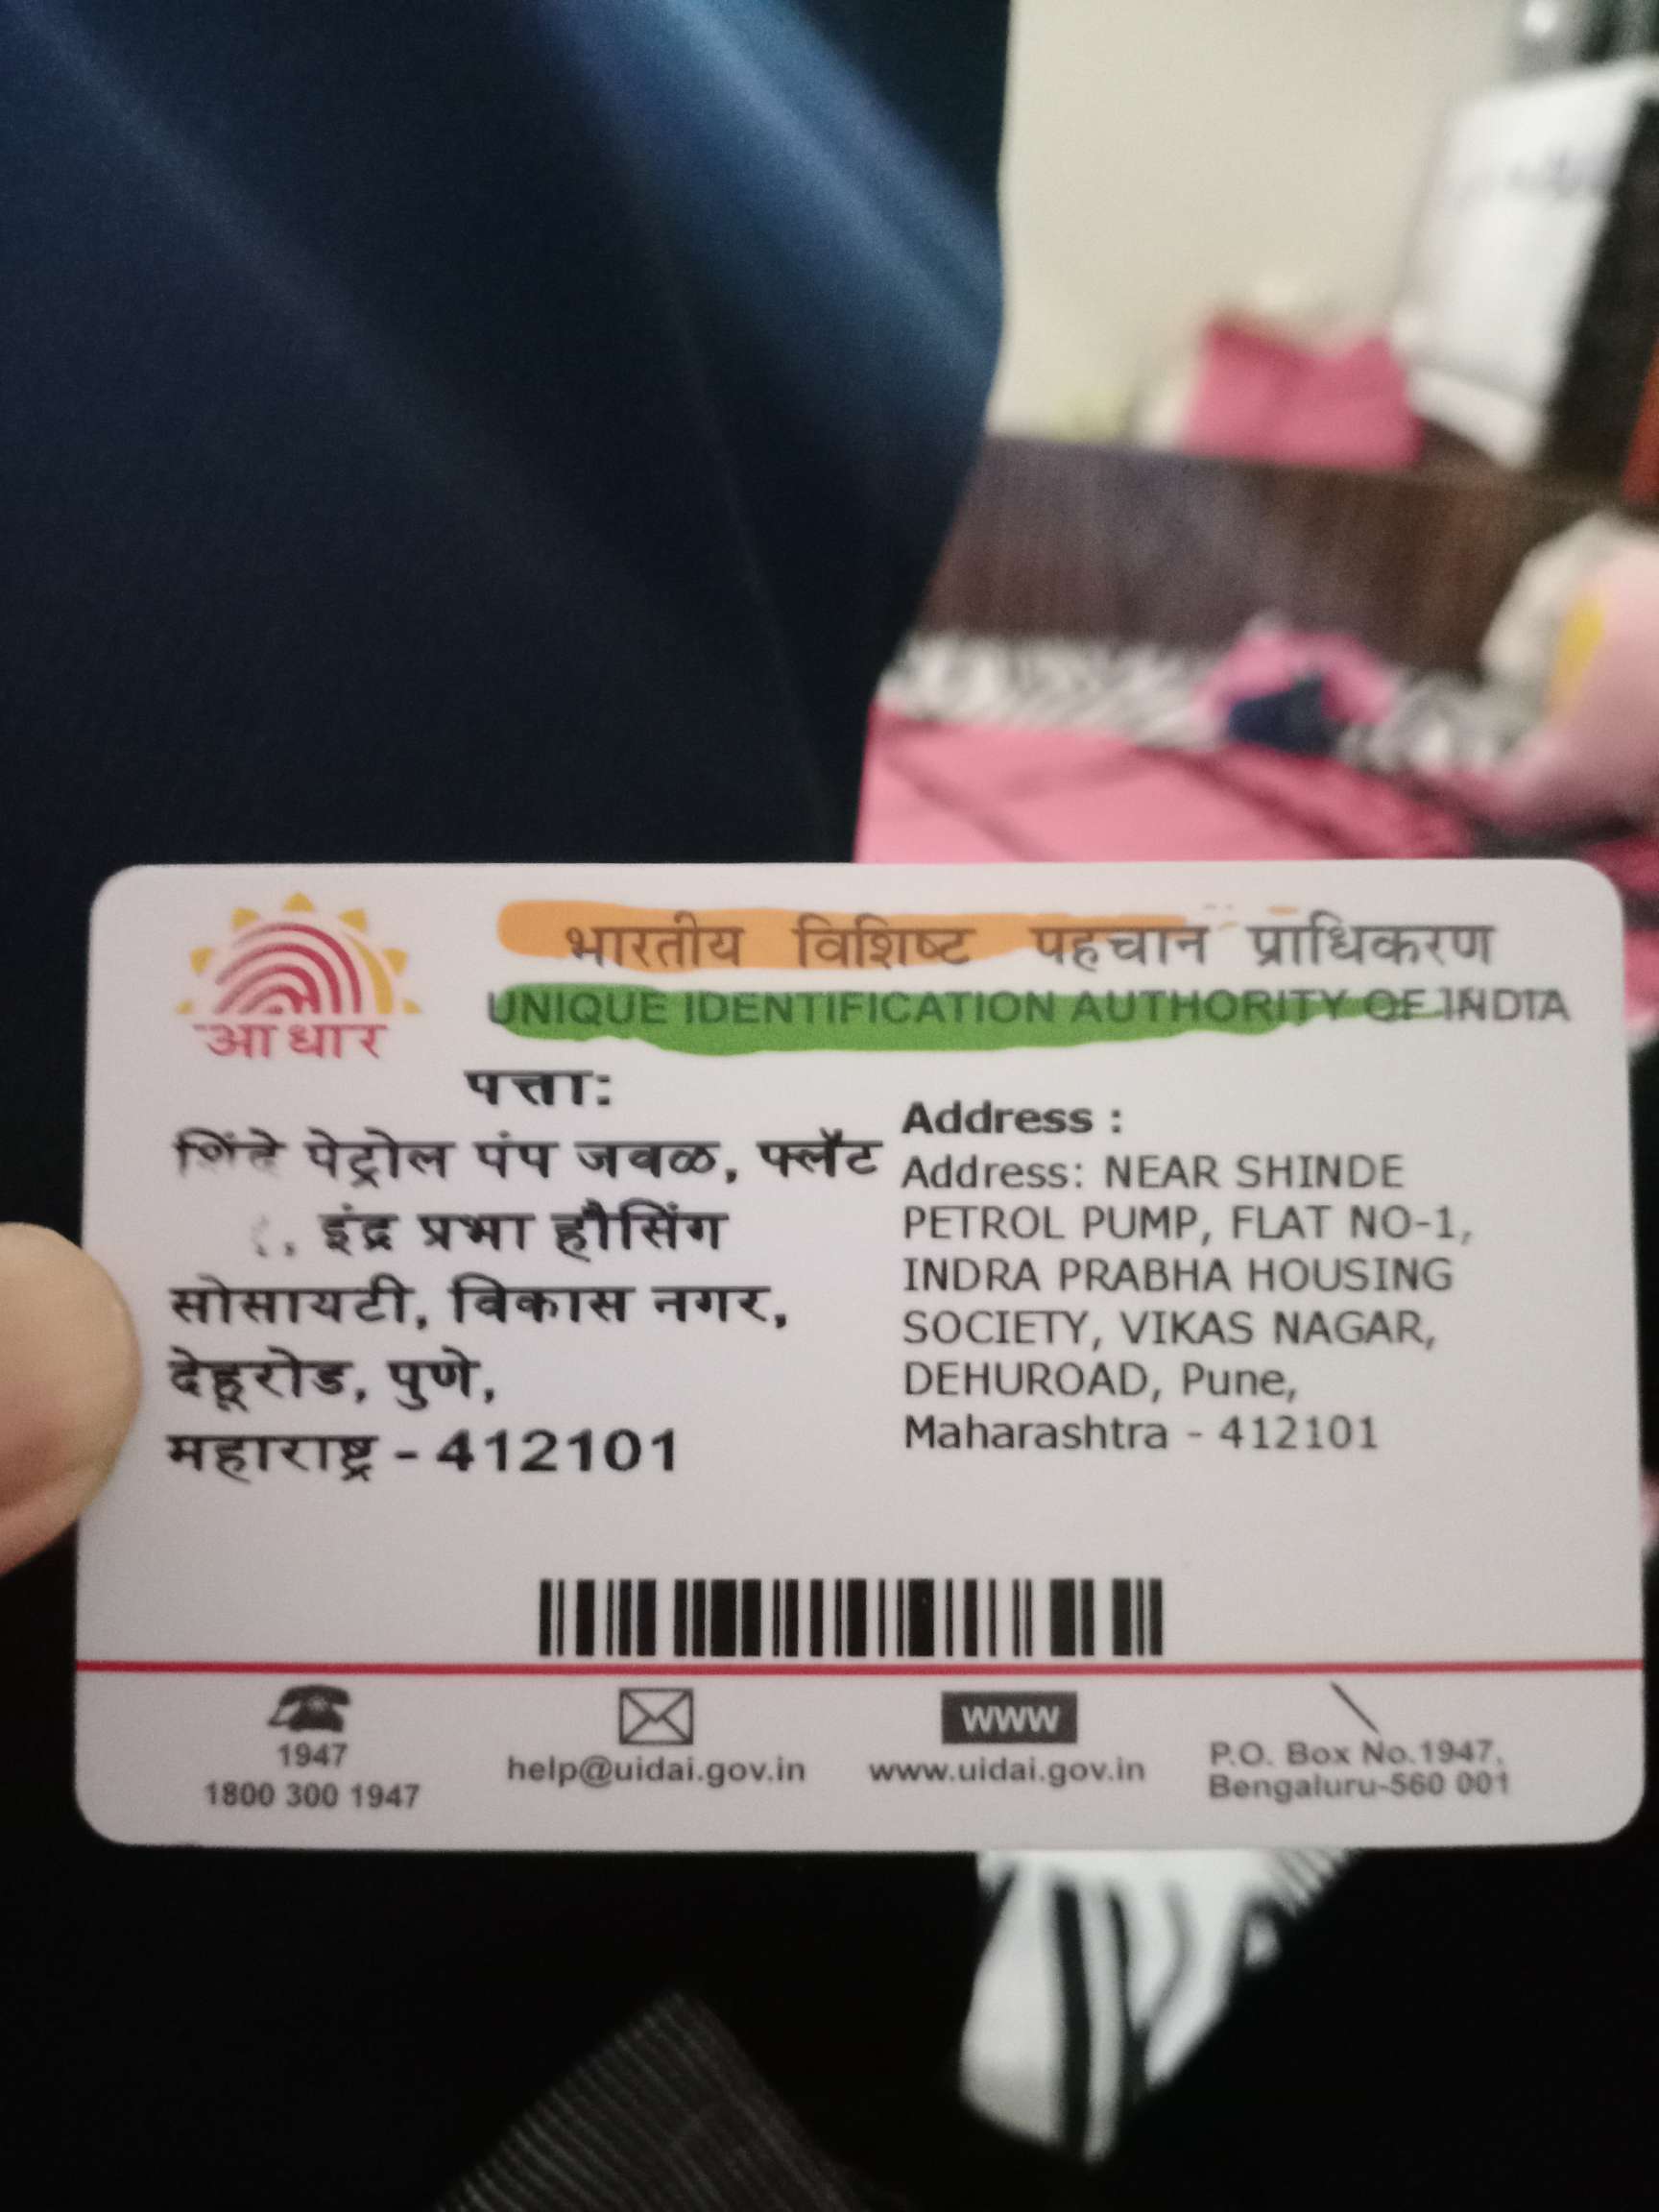 भारतीय विशिष्ट पहचान प्राधिकरण
UNIQUE IDENTIFICATION AUTHORITY OF INDIA
आधार
पत्ता:
शिंदे पेट्रोल पंप जवळ, फ्लॅट
, इंद्र प्रभा हौसिंग
सोसायटी, विकास नगर,
देहूरोड, पुणे,
महाराष्ट्र - 412101
Address :
Address: NEAR SHINDE
PETROL PUMP, FLAT NO-1,
INDRA PRABHA HOUSING
SOCIETY, VIKAS NAGAR,
DEHUROAD, Pune,
Maharashtra - 412101
1947
1800 300 1947
help@uidai.gov.in
WWW
www.uidai.gov.in
P.O. Box No.1947,
Bengaluru-560 001